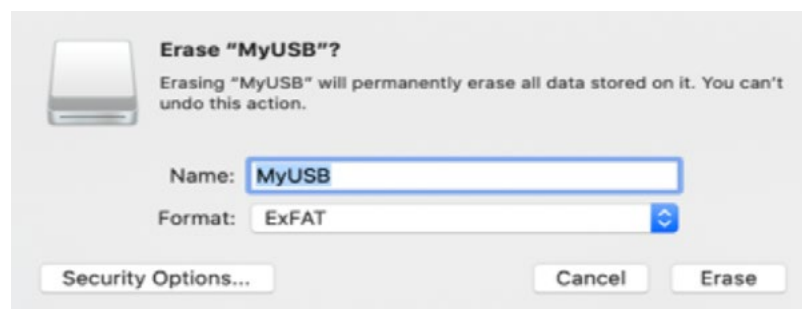 Erase “MyUSB”?
Erasing “MyUSB” will permanently erase all data stored on it. You can’t
undo this action.
Name: MyUSB
Format: ExFAT
Security Options... Cancel Erase